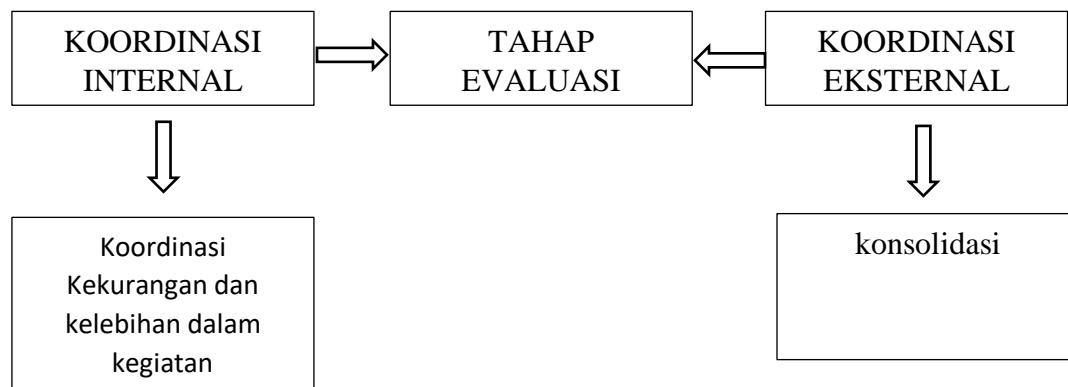 KOORDINASI
INTERNAL
TAHAP
EVALUASI
KOORDINASI
EKSTERNAL
Koordinasi
Kekurangan dan
kelebihan dalam
kegiatan
konsolidasi